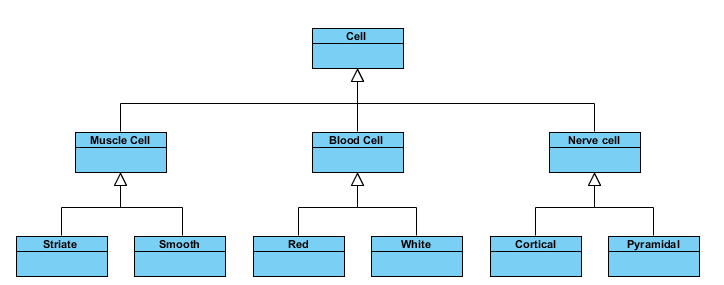 Cell
Muscle Cell
Blood Cell
Nerve cell
Striate
Smooth
Red
White
Cortical
Pyramidal